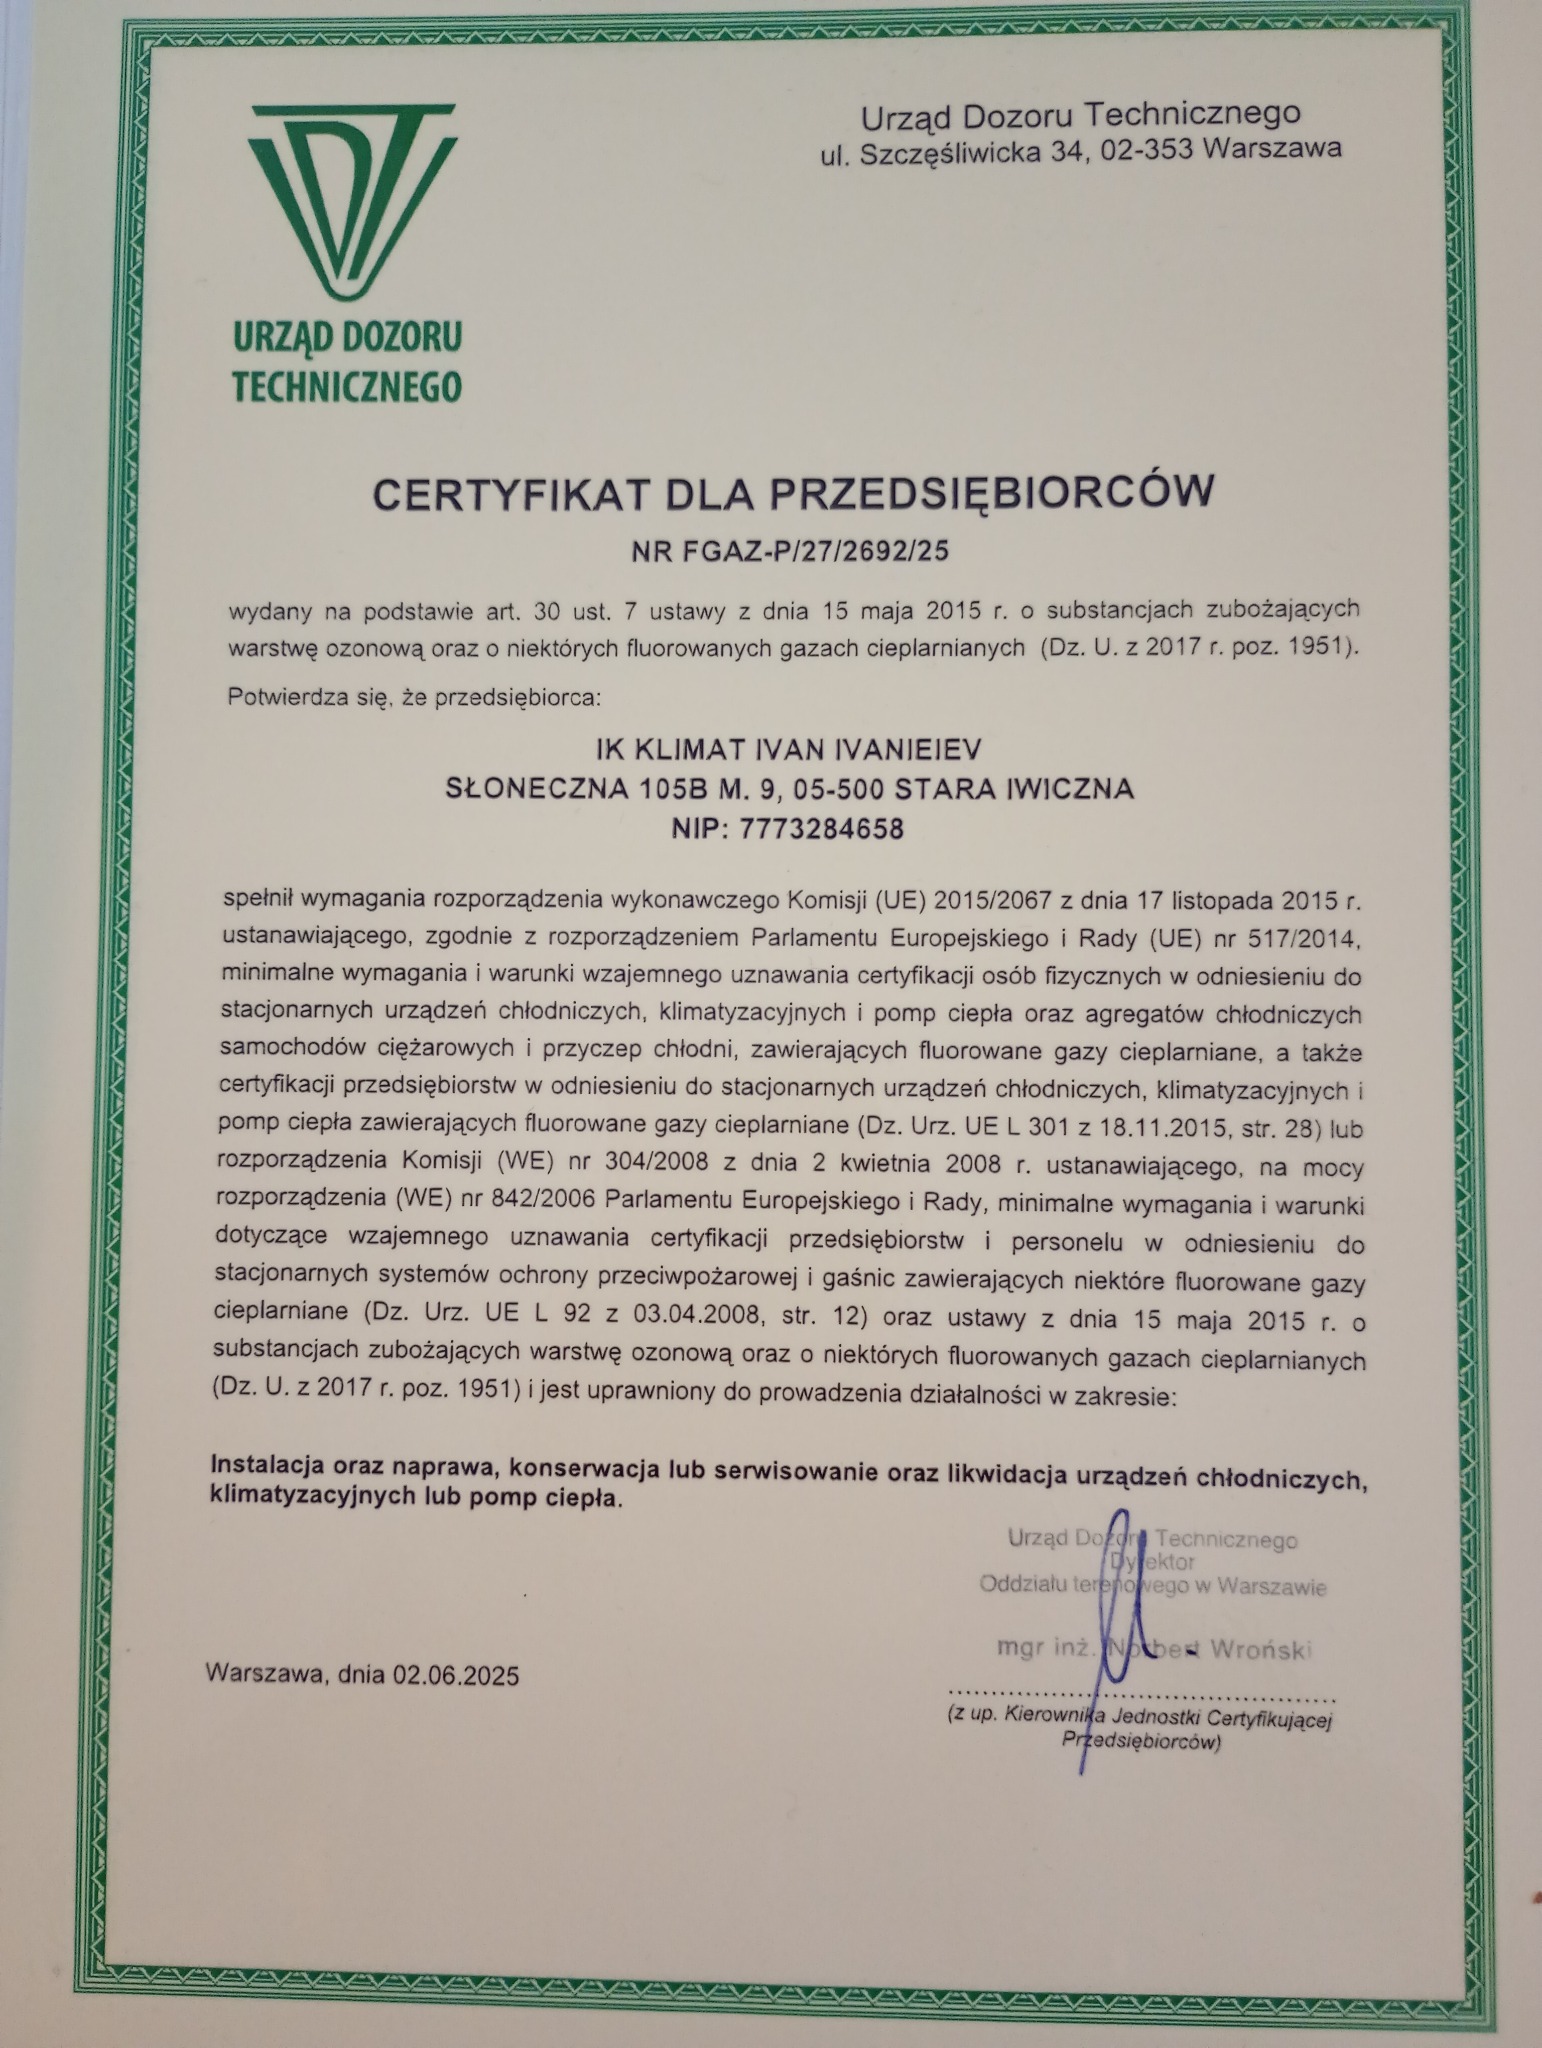 URZĄD DOZORU
TECHNICZNEGO
Urząd Dozoru Technicznego
ul. Szczęśliwicka 34, 02-353 Warszawa
CERTYFIKAT DLA PRZEDSIĘBIORCÓW
NR FGAZ-P/27/2692/25
wydany na podstawie art. 30 ust. 7 ustawy z dnia 15 maja 2015 r. o substancjach zubożających
warstwę ozonową oraz o niektórych fluorowanych gazach cieplarnianych (Dz. U. z 2017 r. poz. 1951).
Potwierdza się, że przedsiębiorca:
IK KLIMAT IVAN IVANIEIEV
SŁONECZNA 105B M. 9, 05-500 STARA IWICZNA
NIP: 7773284658
spełnił wymagania rozporządzenia wykonawczego Komisji (UE) 2015/2067 z dnia 17 listopada 2015 r.
ustanawiającego, zgodnie z rozporządzeniem Parlamentu Europejskiego i Rady (UE) nr 517/2014,
minimalne wymagania i warunki wzajemnego uznawania certyfikacji osób fizycznych w odniesieniu do
stacjonarnych urządzeń chłodniczych, klimatyzacyjnych i pomp ciepła oraz agregatów chłodniczych
samochodów ciężarowych i przyczep chłodni, zawierających fluorowane gazy cieplarniane, a także
certyfikacji przedsiębiorstw w odniesieniu do stacjonarnych urządzeń chłodniczych, klimatyzacyjnych i
pomp ciepła zawierających fluorowane gazy cieplarniane (Dz. Urz. UE L 301 z 18.11.2015, str. 28) lub
rozporządzenia Komisji (WE) nr 304/2008 z dnia 2 kwietnia 2008 r. ustanawiającego, na mocy
rozporządzenia (WE) nr 842/2006 Parlamentu Europejskiego i Rady, minimalne wymagania i warunki
dotyczące wzajemnego uznawania certyfikacji przedsiębiorstw i personelu w odniesieniu do
stacjonarnych systemów ochrony przeciwpożarowej i gaśnic zawierających niektóre fluorowane gazy
cieplarniane (Dz. Urz. UE L 92 z 03.04.2008, str. 12) oraz ustawy z dnia 15 maja 2015 r. o
substancjach zubożających warstwę ozonową oraz o niektórych fluorowanych gazach cieplarnianych
(Dz. U. z 2017 r. poz. 1951) i jest uprawniony do prowadzenia działalności w zakresie:
Instalacja oraz naprawa, konserwacja lub serwisowanie oraz likwidacja urządzeń chłodniczych,
klimatyzacyjnych lub pomp ciepła.
Urząd Dozoru Technicznego
Dyrektor
Oddziału terenowego w Warszawie
mgr inż. Norbert Wroński
Warszawa, dnia 02.06.2025
(z up. Kierownika Jednostki Certyfikującej
Przedsiębiorców)